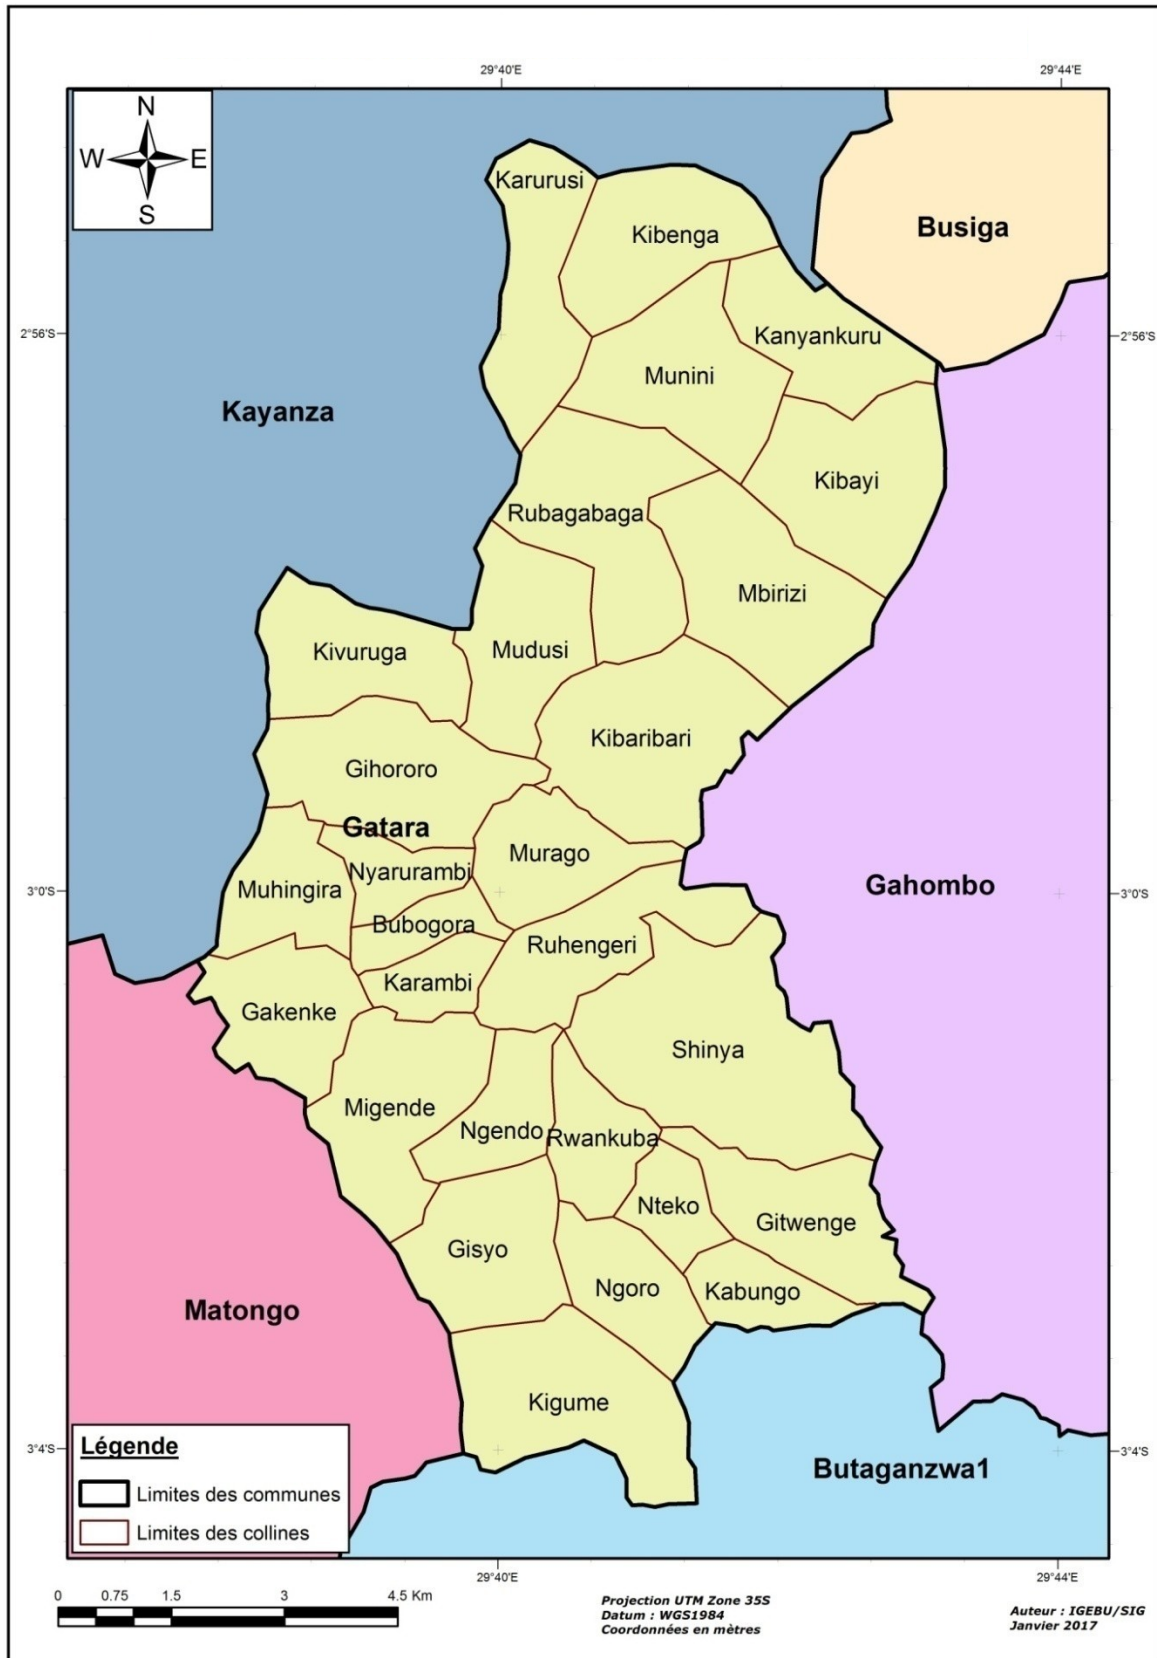 29°40'E
29°44'E
N
W E
S
Karurusi
Busiga
Kibenga
2°56'S
2°56'S
Kanyankuru
Munini
Kayanza
Kibayi
Rubagabaga
Mbirizi
Kivuruga
Mudusi
Kibaribari
Gihororo
Gatara
Murago
Nyarurambi
3°0'S
Muhingira
Gahombo
3°0'S
Bubogora
Ruhengeri
Karambi
Gakenke
Shinya
Migende
Ngendo
Rwankuba
Nteko
Gitwenge
Gisyo
Ngoro
Kabungo
Matongo
Kigume
3°4'S
3°4'S
Butaganzwa1
Légende
Limites des communes
Limites des collines
29°40'E
29°44'E
0 0.75 1.5 3 4.5 Km
Projection UTM Zone 35S
Datum : WGS1984
Coordonnées en mètres
Auteur : IGEBU/SIG
Janvier 2017